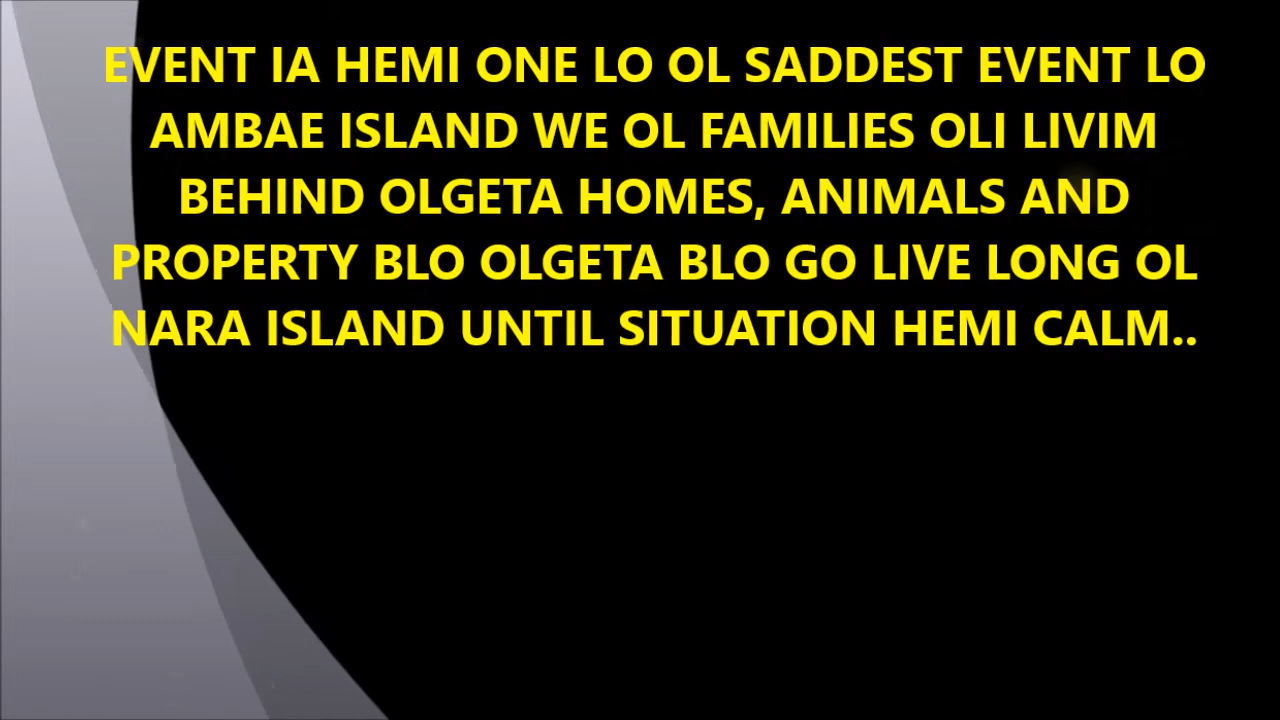 EVENT IA HEMI ONE LO OL SADDEST EVENT LO
AMBAE ISLAND WE OL FAMILIES OLI LIVIM
BEHIND OLGETA HOMES, ANIMALS AND
PROPERTY BLO OLGETA BLO GO LIVE LONG OL
NARA ISLAND UNTIL SITUATION HEMI CALM..